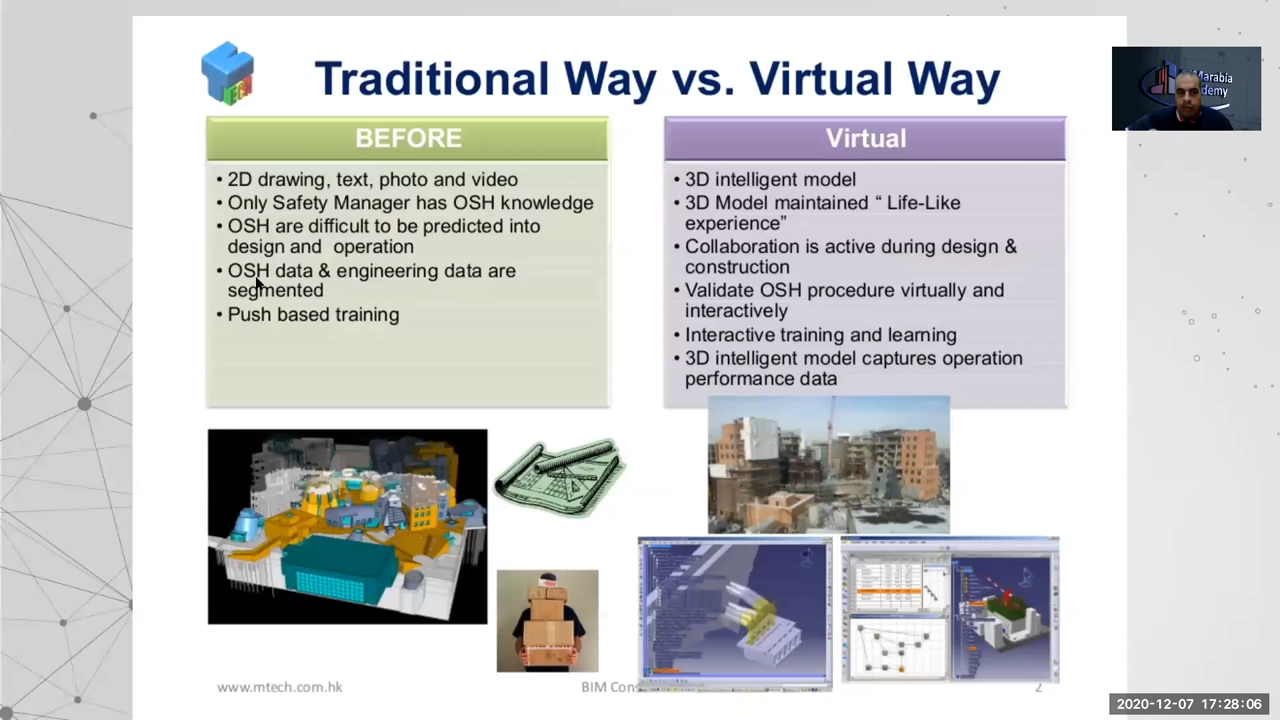 Traditional Way vs. Virtual Way
BEFORE
• 2D drawing, text, photo and video
• Only Safety Manager has OSH knowledge
• OSH are difficult to be predicted into
design and operation
• OSH data & engineering data are
segmented
• Push based training
Virtual
• 3D intelligent model
• 3D Model maintained “ Life-Like
experience”
• Collaboration is active during design &
construction
• Validate OSH procedure virtually and
interactively
• Interactive training and learning
• 3D intelligent model captures operation
performance data
www.mtech.com.hk
BIM Cons
2
2020-12-07 17:28:06